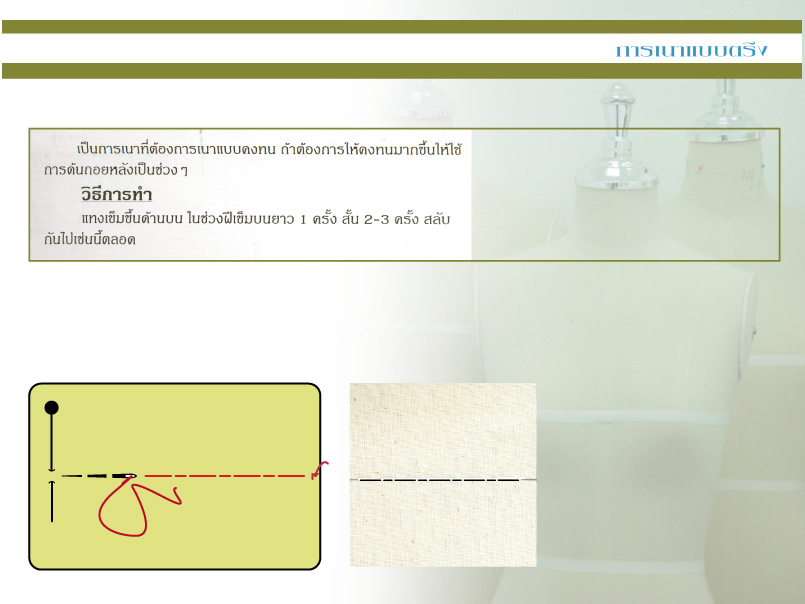 การเนาแบบตรึง
เป็นการเนาที่ต้องการเนาแบบคงทน ถ้าต้องการให้คงทนมากขึ้นให้ใช้
การด้นถอยหลังเป็นช่วง ๆ
วิธีการทำ
แทงเข็มขึ้นด้านบน ในช่วงฝีเข็มบนยาว 1 ครั้ง สั้น 2-3 ครั้ง สลับ
กันไปเช่นนี้ตลอด